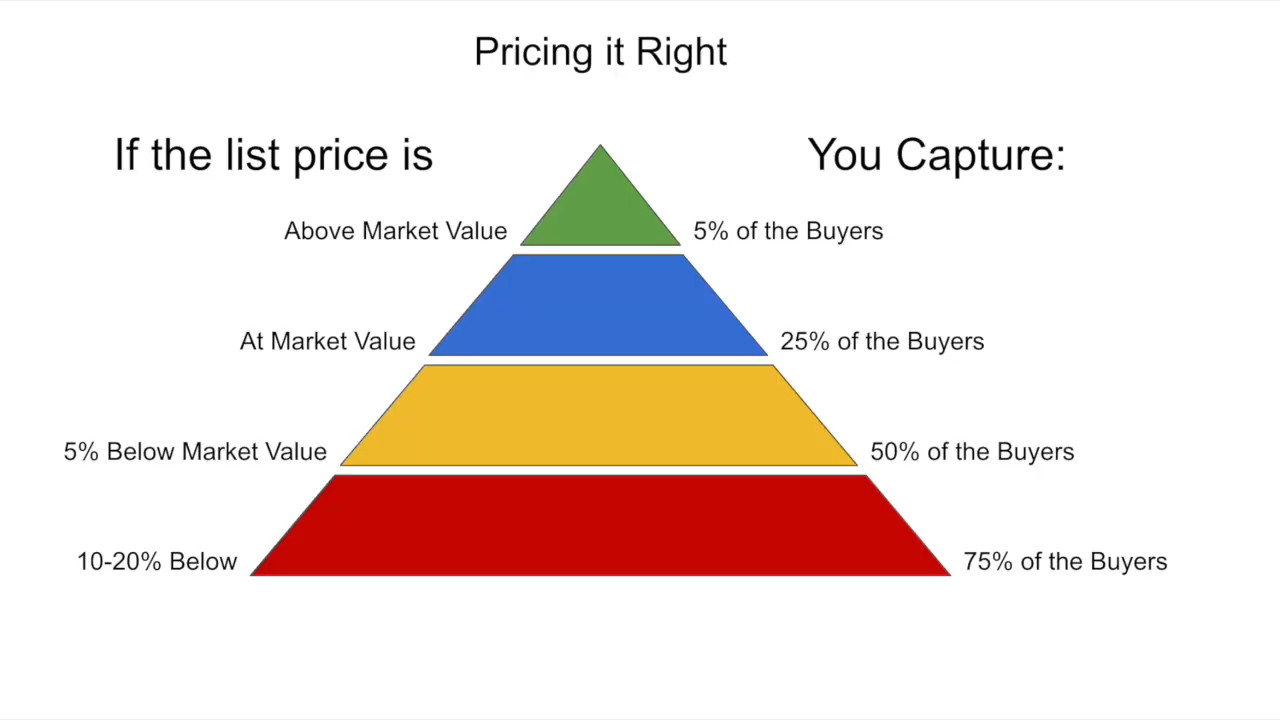 Pricing it Right
If the list price is
You Capture:
Above Market Value
5% of the Buyers
At Market Value
25% of the Buyers
5% Below Market Value
50% of the Buyers
10-20% Below
75% of the Buyers